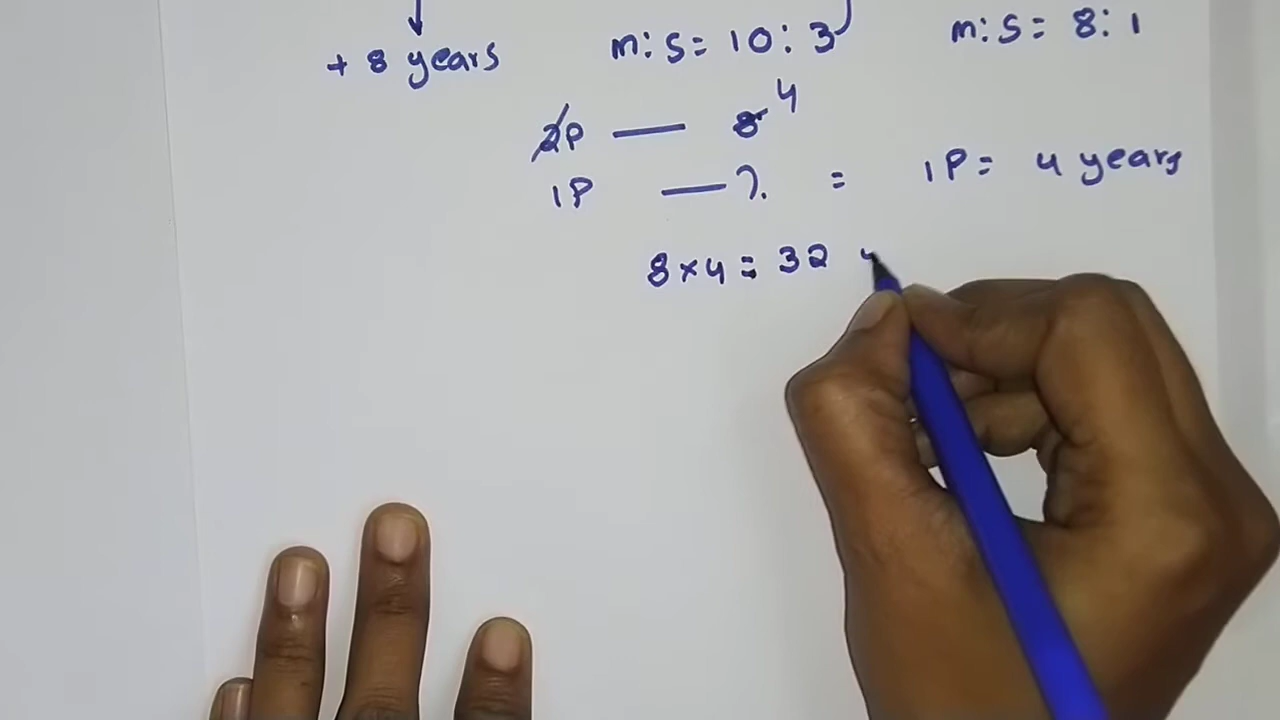 + 8 years
m:S= 10:3
m:S= 8:1
2P — 8 4
1P — ?. = 1P= 4 years
8×4 = 32 y